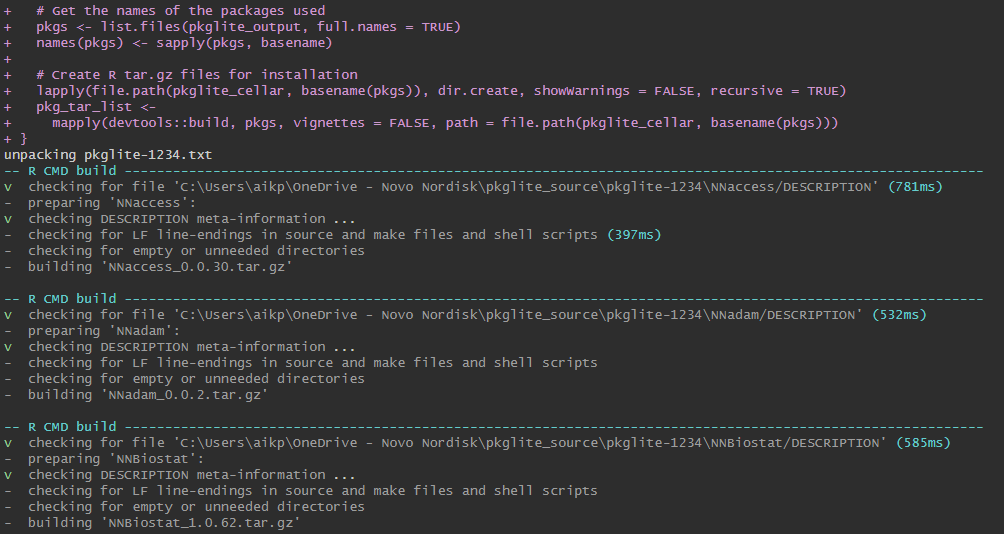 +   # Get the names of the packages used
+   pkgs <- list.files(pkglite_output, full.names = TRUE)
+   names(pkgs) <- sapply(pkgs, basename)
+
+   # Create R tar.gz files for installation
+   lapply(file.path(pkglite_cellar, basename(pkgs)), dir.create, showWarnings = FALSE, recursive = TRUE)
+   pkg_tar_list <-
+     mapply(devtools::build, pkgs, vignettes = FALSE, path = file.path(pkglite_cellar, basename(pkgs)))
+ }
unpacking pkglite-1234.txt
-- R CMD build -----------------------------------------------------------------------------------------------------------
v  checking for file 'C:\Users\aikp\OneDrive - Novo Nordisk\pkglite_source\pkglite-1234\NNaccess/DESCRIPTION' (781ms)
-  preparing 'NNaccess':
v  checking DESCRIPTION meta-information ...
-  checking for LF line-endings in source and make files and shell scripts (397ms)
-  checking for empty or unneeded directories
-  building 'NNaccess_0.0.30.tar.gz'
-- R CMD build -----------------------------------------------------------------------------------------------------------
v  checking for file 'C:\Users\aikp\OneDrive - Novo Nordisk\pkglite_source\pkglite-1234\NNadam/DESCRIPTION' (532ms)
-  preparing 'NNadam':
v  checking DESCRIPTION meta-information ...
-  checking for LF line-endings in source and make files and shell scripts
-  checking for empty or unneeded directories
-  building 'NNadam_0.0.2.tar.gz'
-- R CMD build -----------------------------------------------------------------------------------------------------------
v  checking for file 'C:\Users\aikp\OneDrive - Novo Nordisk\pkglite_source\pkglite-1234\NNBiostat/DESCRIPTION' (585ms)
-  preparing 'NNBiostat':
v  checking DESCRIPTION meta-information ...
-  checking for LF line-endings in source and make files and shell scripts
-  checking for empty or unneeded directories
-  building 'NNBiostat_1.0.62.tar.gz'